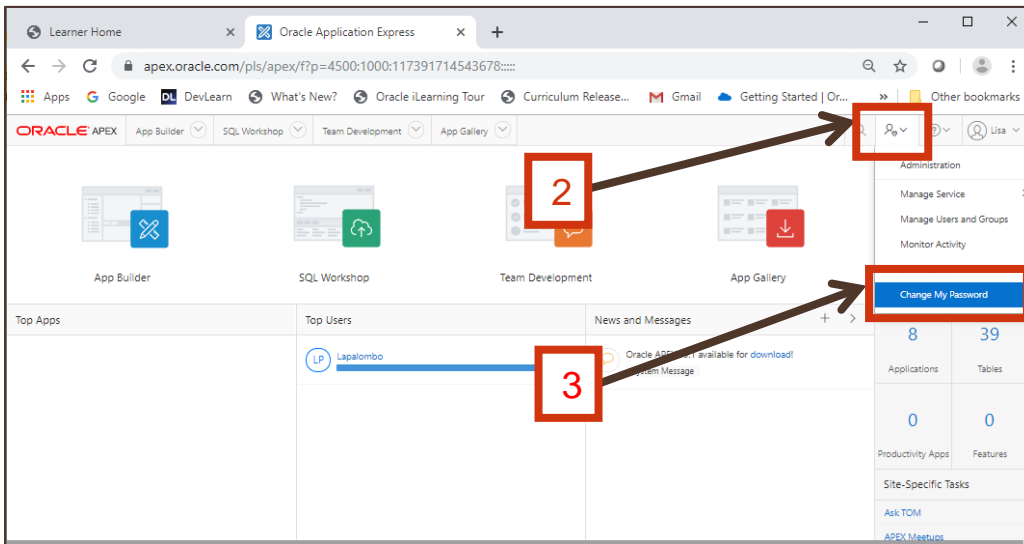 Learner Home
Oracle Application Express
apex.oracle.com/pls/apex/f?p=4500:1000:117391714543678:::::
Apps Google DL DevLearn What's New? Oracle iLearning Tour Curriculum Release... Gmail Getting Started | Or... » Other bookmarks
ORACLE APEX App Builder SQL Workshop Team Development App Gallery Lisa
Administration
2
Manage Service
Manage Users and Groups
Monitor Activity
App Builder SQL Workshop Team Development App Gallery
Change My Password
Top Apps Top Users News and Messages
8 39
LP Lapalombo
available for download!
Applications Tables
Message
3
0 0
Productivity Apps Features
Site-Specific Tasks
Ask TOM
APEX Meetups